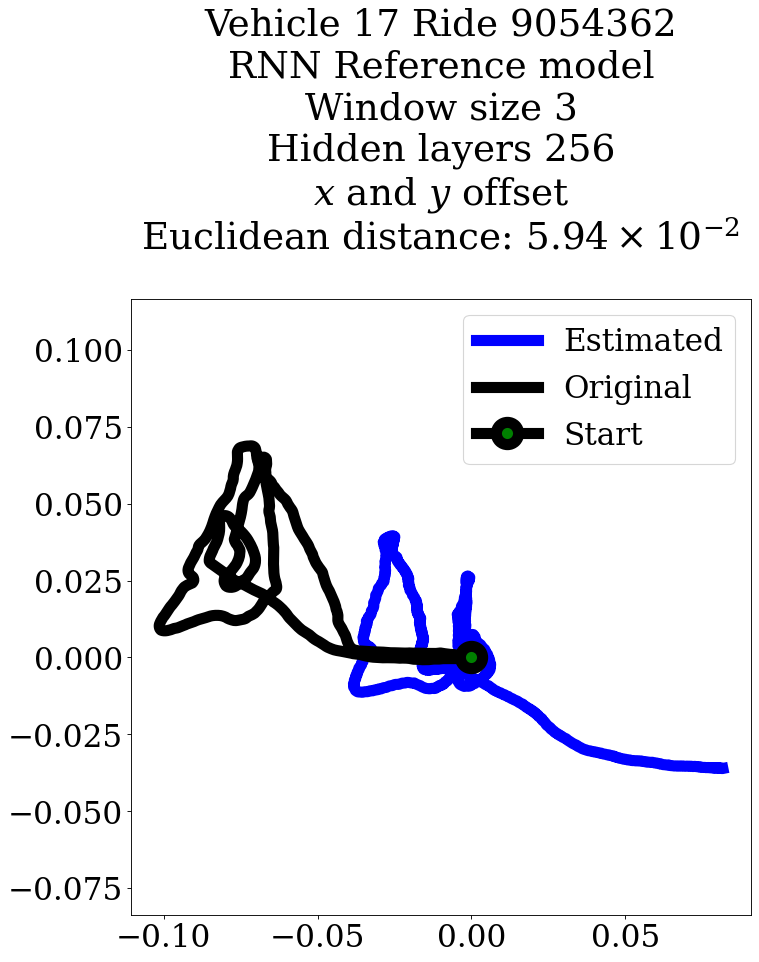 Vehicle 17 Ride 9054362
RNN Reference model
Window size 3
Hidden layers 256
x and y offset
Euclidean distance: 5.94 × 10⁻²
Estimated
Original
Start
0.100
0.075
0.050
0.025
0.000
−0.025
−0.050
−0.075
−0.10 −0.05 0.00 0.05